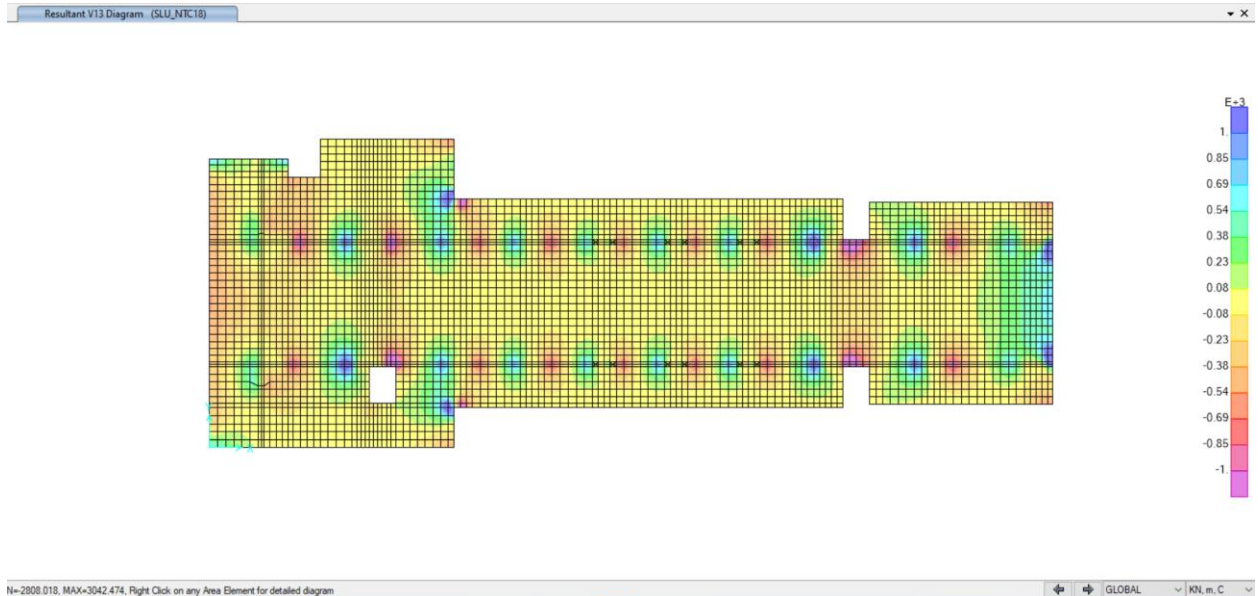 Resultant V13 Diagram (SLU_NTC18)
E+3
1.
0.85
0.69
0.54
0.38
0.23
0.08
-0.08
-0.23
-0.38
-0.54
-0.69
-0.85
-1.
N=-2808.018, MAX=3042.474, Right Click on any Area Element for detailed diagram
GLOBAL
KN, m, C